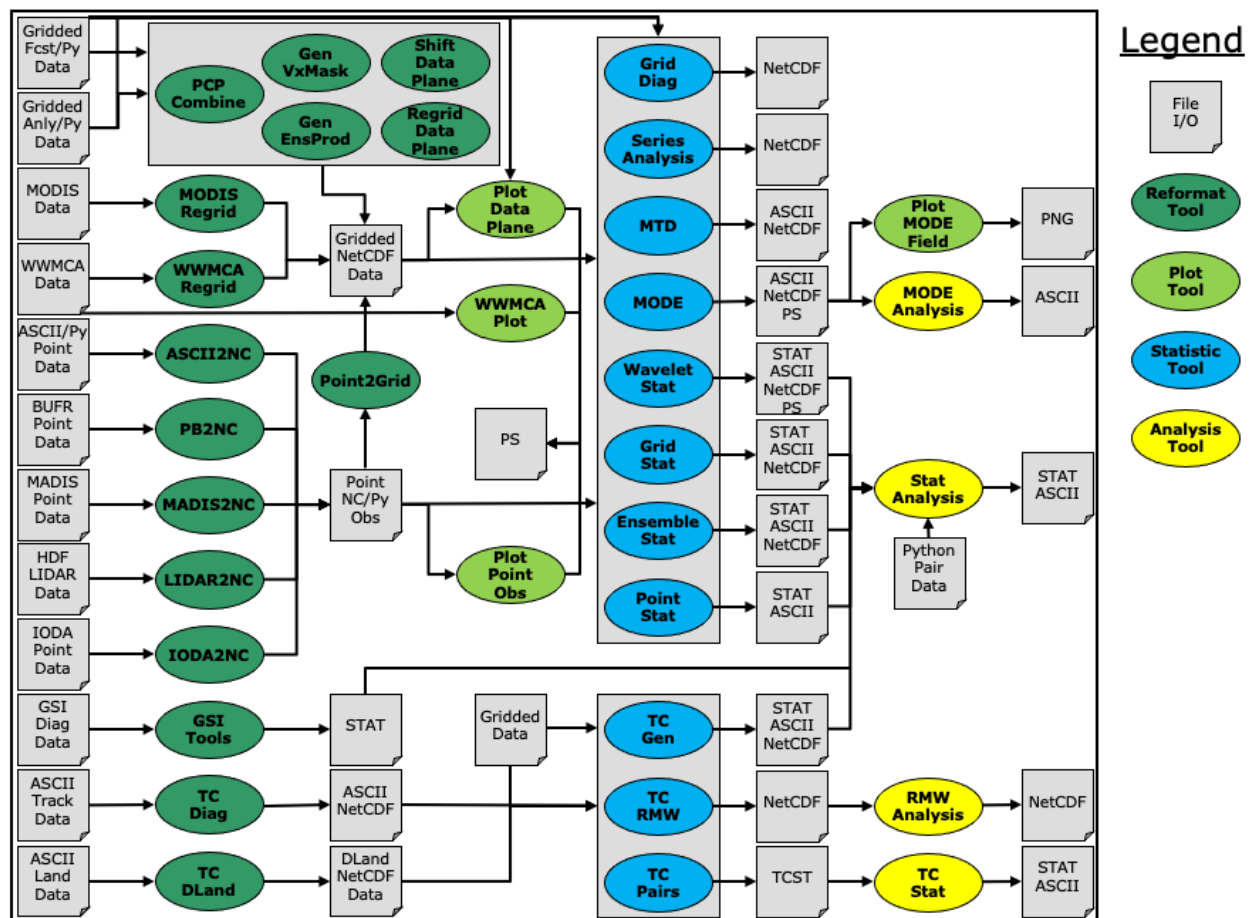 Legend
Gridded
Fcst/Py
Data
Gridded
Anly/Py
Data
MODIS
Data
WWMCA
Data
ASCII/Py
Point
Data
BUFR
Point
Data
MADIS
Point
Data
HDF
LIDAR
Data
IODA
Point
Data
GSI
Diag
Data
ASCII
Track
Data
ASCII
Land
Data
PCP
Combine
Gen
VxMask
Shift
Data
Plane
Gen
EnsProd
Regrid
Data
Plane
MODIS
Regrid
WWMCA
Regrid
ASCII2NC
PB2NC
MADIS2NC
LIDAR2NC
IODA2NC
GSI
Tools
TC
Diag
TC
DLand
Gridded
NetCDF
Data
Point2Grid
Point
NC/Py
Obs
STAT
ASCII
NetCDF
DLand
NetCDF
Data
Plot
Data
Plane
WWMCA
Plot
PS
Plot
Point
Obs
Gridded
Data
Grid
Diag
Series
Analysis
MTD
MODE
Wavelet
Stat
Grid
Stat
Ensemble
Stat
Point
Stat
TC
Gen
TC
RMW
TC
Pairs
NetCDF
NetCDF
ASCII
NetCDF
ASCII
NetCDF
PS
STAT
ASCII
NetCDF
PS
STAT
ASCII
NetCDF
STAT
ASCII
NetCDF
STAT
ASCII
STAT
ASCII
NetCDF
NetCDF
TCST
Plot
MODE
Field
MODE
Analysis
Stat
Analysis
Python
Pair
Data
RMW
Analysis
TC
Stat
PNG
ASCII
STAT
ASCII
NetCDF
STAT
ASCII
File
I/O
Reformat
Tool
Plot
Tool
Statistic
Tool
Analysis
Tool